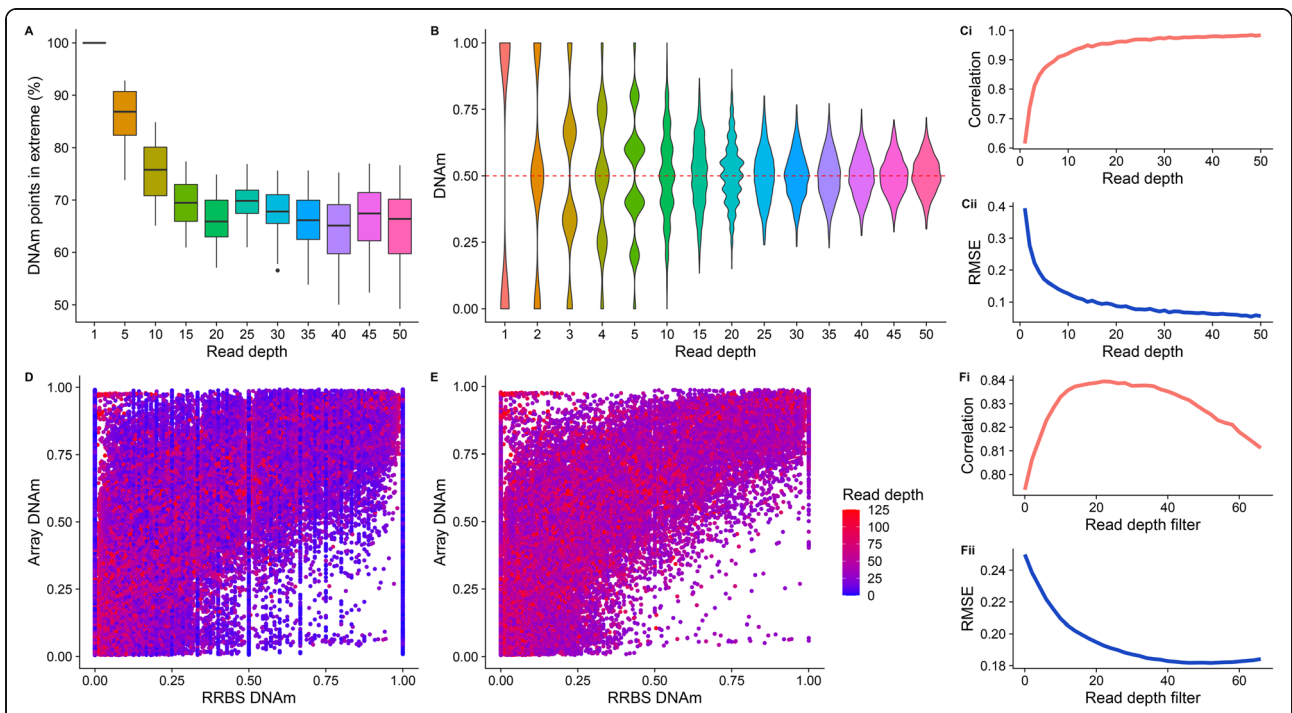 A
DNAm points in extreme (%)
100
90
80
70
60
50
1 5 10 15 20 25 30 35 40 45 50
Read depth
B
DNAm
1.00
0.75
0.50
0.25
0.00
1 2 3 4 5 10 15 20 25 30 35 40 45 50
Read depth
Ci
Correlation
1.0
0.9
0.8
0.7
0.6
0 10 20 30 40 50
Read depth
Cii
RMSE
0.4
0.3
0.2
0.1
0 10 20 30 40 50
Read depth
D
Array DNAm
1.00
0.75
0.50
0.25
0.00
0.00 0.25 0.50 0.75 1.00
RRBS DNAm
E
Array DNAm
1.00
0.75
0.50
0.25
0.00
0.00 0.25 0.50 0.75 1.00
RRBS DNAm
Read depth
125
100
75
50
25
0
Fi
Correlation
0.84
0.83
0.82
0.81
0.80
0 20 40 60
Read depth filter
Fii
RMSE
0.24
0.22
0.20
0.18
0 20 40 60
Read depth filter